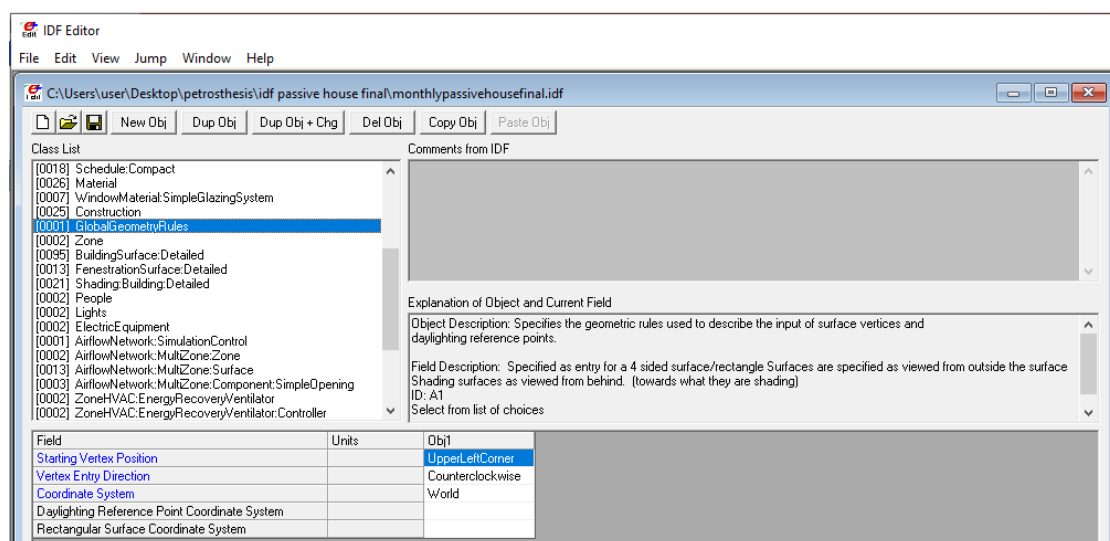 IDF Editor
File Edit View Jump Window Help
C:\Users\user\Desktop\petrosthesis\idf passive house final\monthlypassivehousefinal.idf
New Obj Dup Obj Dup Obj + Chg Del Obj Copy Obj Paste Obj
Class List
[0018] Schedule:Compact
[0026] Material
[0007] WindowMaterial:SimpleGlazingSystem
[0025] Construction
[0001] GlobalGeometryRules
[0002] Zone
[0095] BuildingSurface:Detailed
[0013] FenestrationSurface:Detailed
[0021] Shading:Building:Detailed
[0002] People
[0002] Lights
[0002] ElectricEquipment
[0001] AirflowNetwork:SimulationControl
[0002] AirflowNetwork:MultiZone:Zone
[0013] AirflowNetwork:MultiZone:Surface
[0003] AirflowNetwork:MultiZone:Component:SimpleOpening
[0002] ZoneHVAC:EnergyRecoveryVentilator
[0002] ZoneHVAC:EnergyRecoveryVentilator:Controller
Comments from IDF
Explanation of Object and Current Field
Object Description: Specifies the geometric rules used to describe the input of surface vertices and
daylighting reference points.
Field Description: Specified as entry for a 4 sided surface/rectangle Surfaces are specified as viewed from outside the surface
Shading surfaces as viewed from behind. (towards what they are shading)
ID: A1
Select from list of choices
Field Units Obj1
Starting Vertex Position UpperLeftCorner
Vertex Entry Direction Counterclockwise
Coordinate System World
Daylighting Reference Point Coordinate System
Rectangular Surface Coordinate System